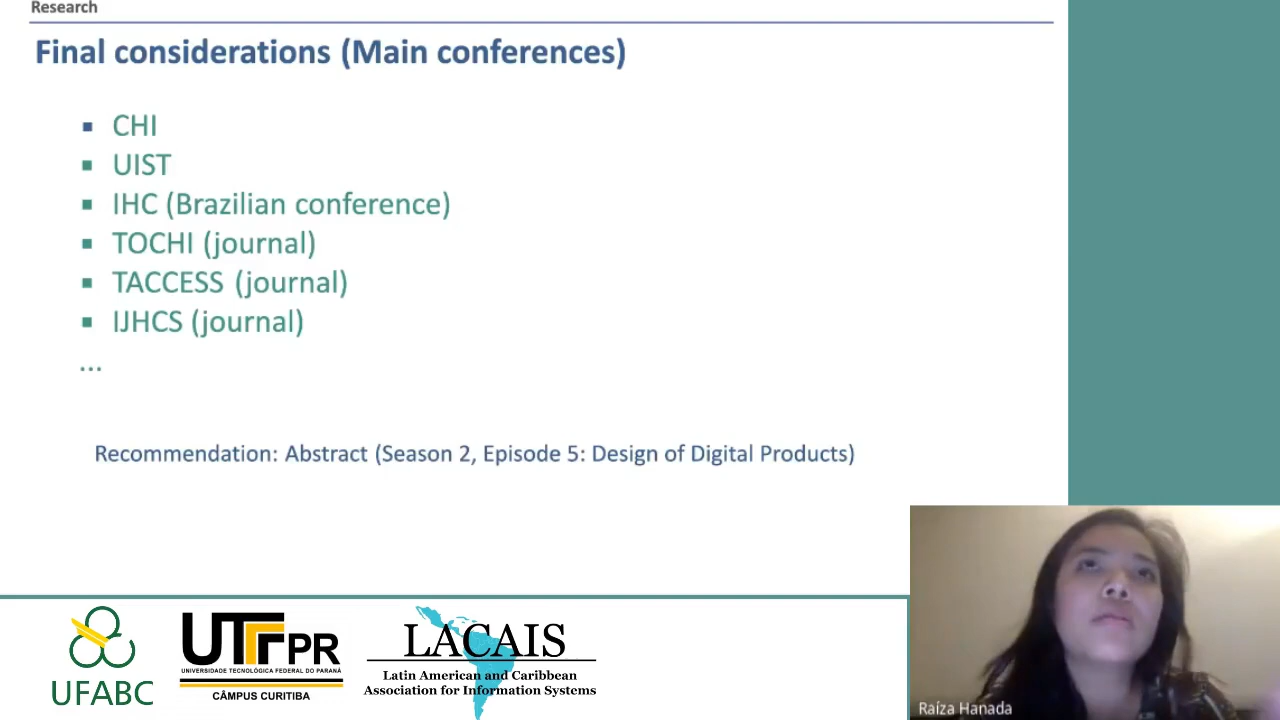 Research
Final considerations (Main conferences)
▪ CHI
▪ UIST
▪ IHC (Brazilian conference)
▪ TOCHI (journal)
▪ TACCESS (journal)
▪ IJHCS (journal)
...
Recommendation: Abstract (Season 2, Episode 5: Design of Digital Products)
UFABC
UTFPR
UNIVERSIDADE TECNOLÓGICA FEDERAL DO PARANÁ
CÂMPUS CURITIBA
LACAIS
Latin American and Caribbean
Association for Information Systems
Raíza Hanada